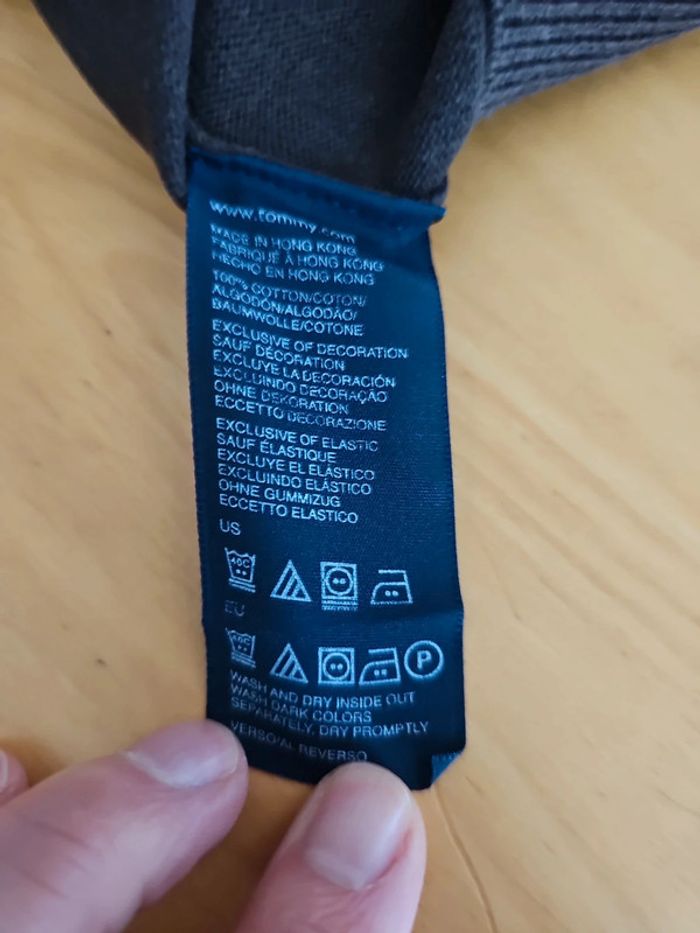 www.tommy.com
MADE IN HONG KONG
FABRIQUÉ À HONG KONG
HECHO EN HONG KONG
100% COTTON/COTON/
ALGODÓN/ALGODÃO/
BAUMWOLLE/COTONE
EXCLUSIVE OF DECORATION
SAUF DÉCORATION
EXCLUYE LA DECORACIÓN
EXCLUINDO DECORAÇÃO
OHNE DEKORATION
ECCETTO DECORAZIONE
EXCLUSIVE OF ELASTIC
SAUF ÉLASTIQUE
EXCLUYE EL ELÁSTICO
EXCLUINDO ELÁSTICO
OHNE GUMMIZUG
ECCETTO ELASTICO
US
40C
EU
40C
P
WASH AND DRY INSIDE OUT
WASH DARK COLORS
SEPARATELY, DRY PROMPTLY
VERSO/AL REVERSO